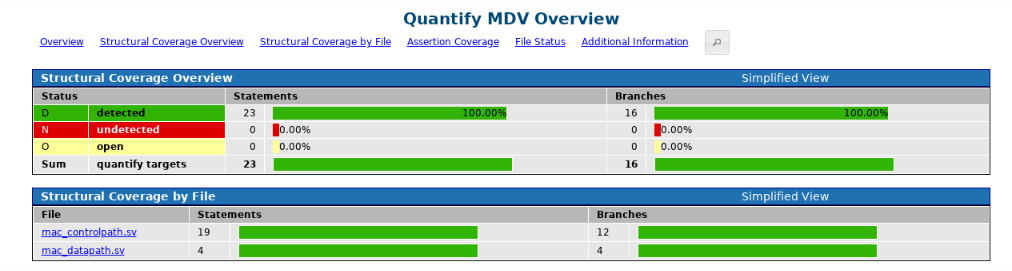 Quantify MDV Overview
Overview Structural Coverage Overview Structural Coverage by File Assertion Coverage File Status Additional Information
Structural Coverage Overview Simplified View
Status Statements Branches
D detected 23 100.00% 16 100.00%
N undetected 0 0.00% 0 0.00%
O open 0 0.00% 0 0.00%
Sum quantify targets 23 16
Structural Coverage by File Simplified View
File Statements Branches
mac_controlpath.sv 19 12
mac_datapath.sv 4 4